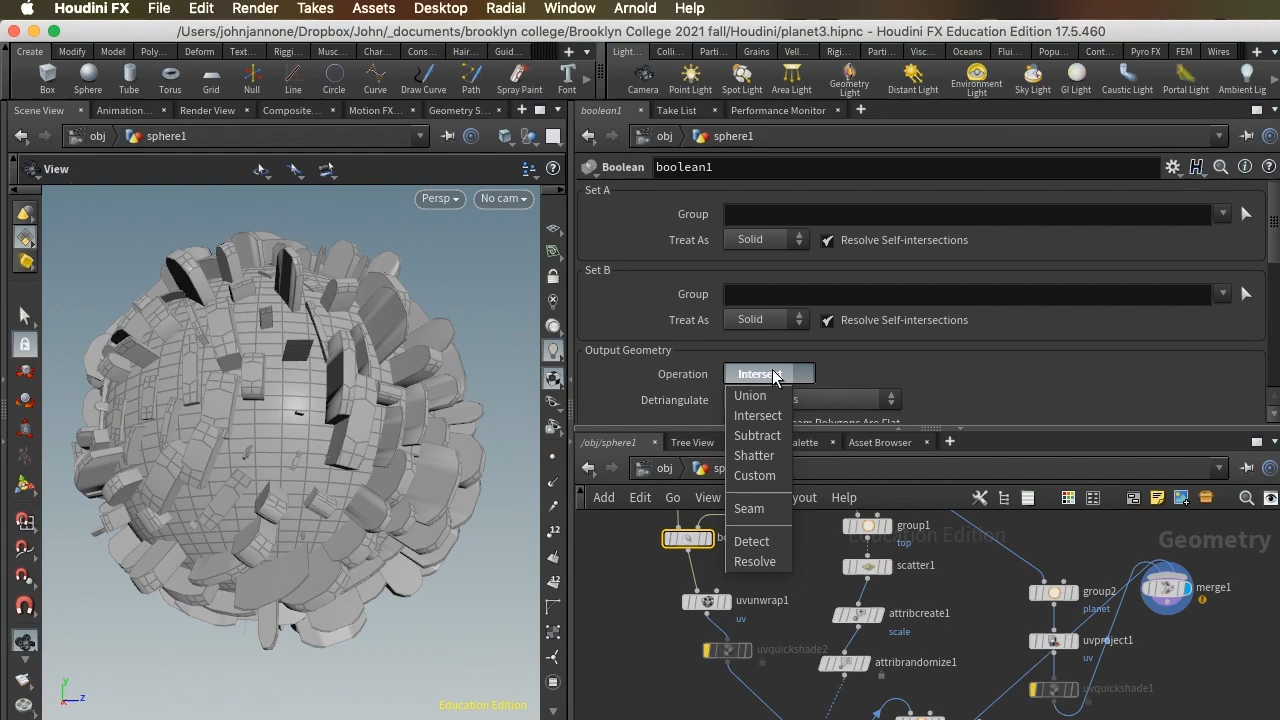 Houdini FX File Edit Render Takes Assets Desktop Radial Window Arnold Help
/Users/johnjannone/Dropbox/John/_documents/brooklyn college/Brooklyn College 2021 fall/Houdini/planet3.hipnc - Houdini FX Education Edition 17.5.460
Create Modify Model Poly... Deform Text... Riggi... Musc... Char... Cons... Hair... Guid...
Light... Colli... Parti... Grains Vell... Rigi... Parti... Visc... Oceans Flui... Popu... Cont... Pyro FX FEM Wires
Box Sphere Tube Torus Grid Null Line Circle Curve Draw Curve Path Spray Paint Font
Camera Point Light Spot Light Area Light Geometry Light Distant Light Environment Light Sky Light GI Light Caustic Light Portal Light Ambient Lig
Scene View Animation... Render View Composite... Motion FX... Geometry S...
boolean1 Take List Performance Monitor
obj sphere1
obj sphere1
View
Boolean boolean1
Persp No cam
Set A
Group
Treat As Solid Resolve Self-intersections
Set B
Group
Treat As Solid Resolve Self-intersections
Output Geometry
Operation Intersect
Detriangulate
Union
Intersect
Subtract
Shatter
Custom
Seam
Detect
Resolve
/obj/sphere1 Tree View Asset Browser
obj
Add Edit Go View Help
Education Edition
Geometry
group1
top
scatter1
uvunwrap1
uv
attribcreate1
scale
uvquickshade2
attribrandomize1
group2
planet
merge1
uvproject1
uv
uvquickshade1
12
12
y
z
x
Education Edition